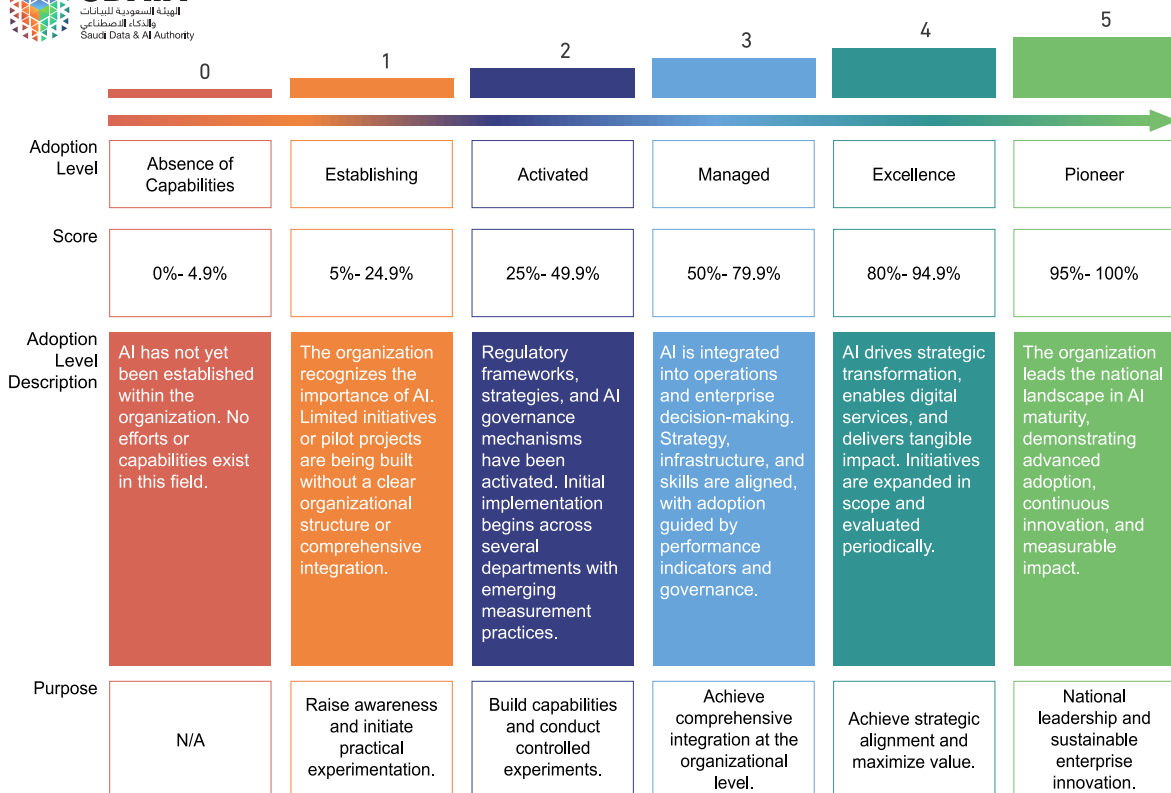 الهيئة السعودية للبيانات
والذكاء الاصطناعي
Saudi Data & AI Authority
0
1
2
3
4
5
Adoption
Level
Absence of
Capabilities
Establishing
Activated
Managed
Excellence
Pioneer
Score
0%- 4.9%
5%- 24.9%
25%- 49.9%
50%- 79.9%
80%- 94.9%
95%- 100%
Adoption
Level
Description
AI has not yet
been established
within the
organization. No
efforts or
capabilities exist
in this field.
The organization
recognizes the
importance of AI.
Limited initiatives
or pilot projects
are being built
without a clear
organizational
structure or
comprehensive
integration.
Regulatory
frameworks,
strategies, and AI
governance
mechanisms
have been
activated. Initial
implementation
begins across
several
departments with
emerging
measurement
practices.
AI is integrated
into operations
and enterprise
decision-making.
Strategy,
infrastructure, and
skills are aligned,
with adoption
guided by
performance
indicators and
governance.
AI drives strategic
transformation,
enables digital
services, and
delivers tangible
impact. Initiatives
are expanded in
scope and
evaluated
periodically.
The organization
leads the national
landscape in AI
maturity,
demonstrating
advanced
adoption,
continuous
innovation, and
measurable
impact.
Purpose
N/A
Raise awareness
and initiate
practical
experimentation.
Build capabilities
and conduct
controlled
experiments.
Achieve
comprehensive
integration at the
organizational
level.
Achieve strategic
alignment and
maximize value.
National
leadership and
sustainable
enterprise
innovation.